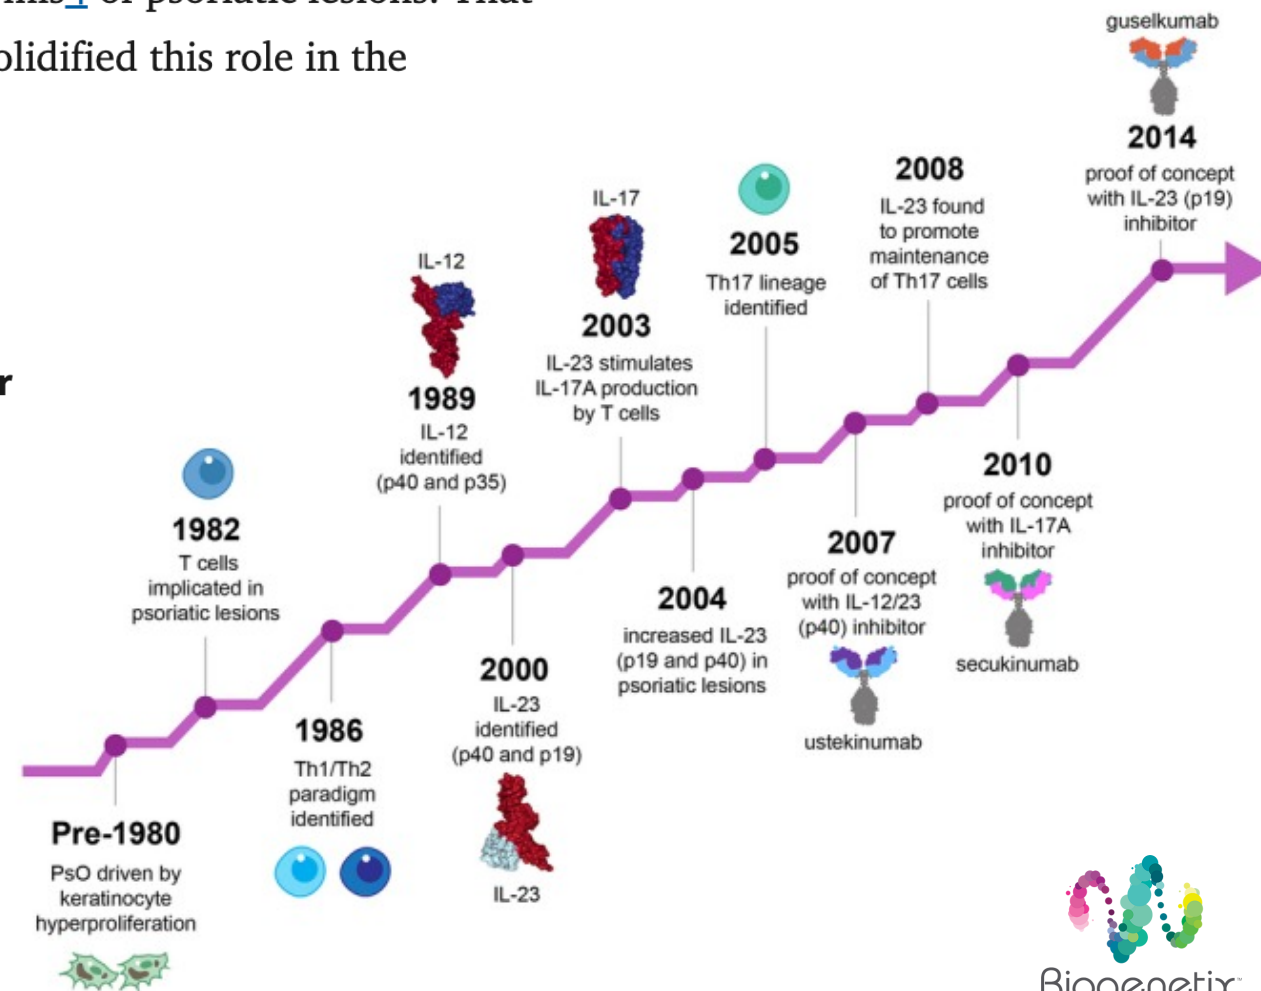 of psoriatic lesions. That
olidified this role in the
r
guselkumab
2014
proof of concept
with IL-23 (p19)
inhibitor
2008
IL-23 found
to promote
maintenance
of Th17 cells
2005
Th17 lineage
identified
IL-17
2003
IL-23 stimulates
IL-17A production
by T cells
IL-12
1989
IL-12
identified
(p40 and p35)
1982
T cells
implicated in
psoriatic lesions
Pre-1980
PsO driven by
keratinocyte
hyperproliferation
1986
Th1/Th2
paradigm
identified
2000
IL-23
identified
(p40 and p19)
IL-23
2004
increased IL-23
(p19 and p40) in
psoriatic lesions
2007
proof of concept
with IL-12/23
(p40) inhibitor
ustekinumab
2010
proof of concept
with IL-17A
inhibitor
secukinumab
Biogenetix